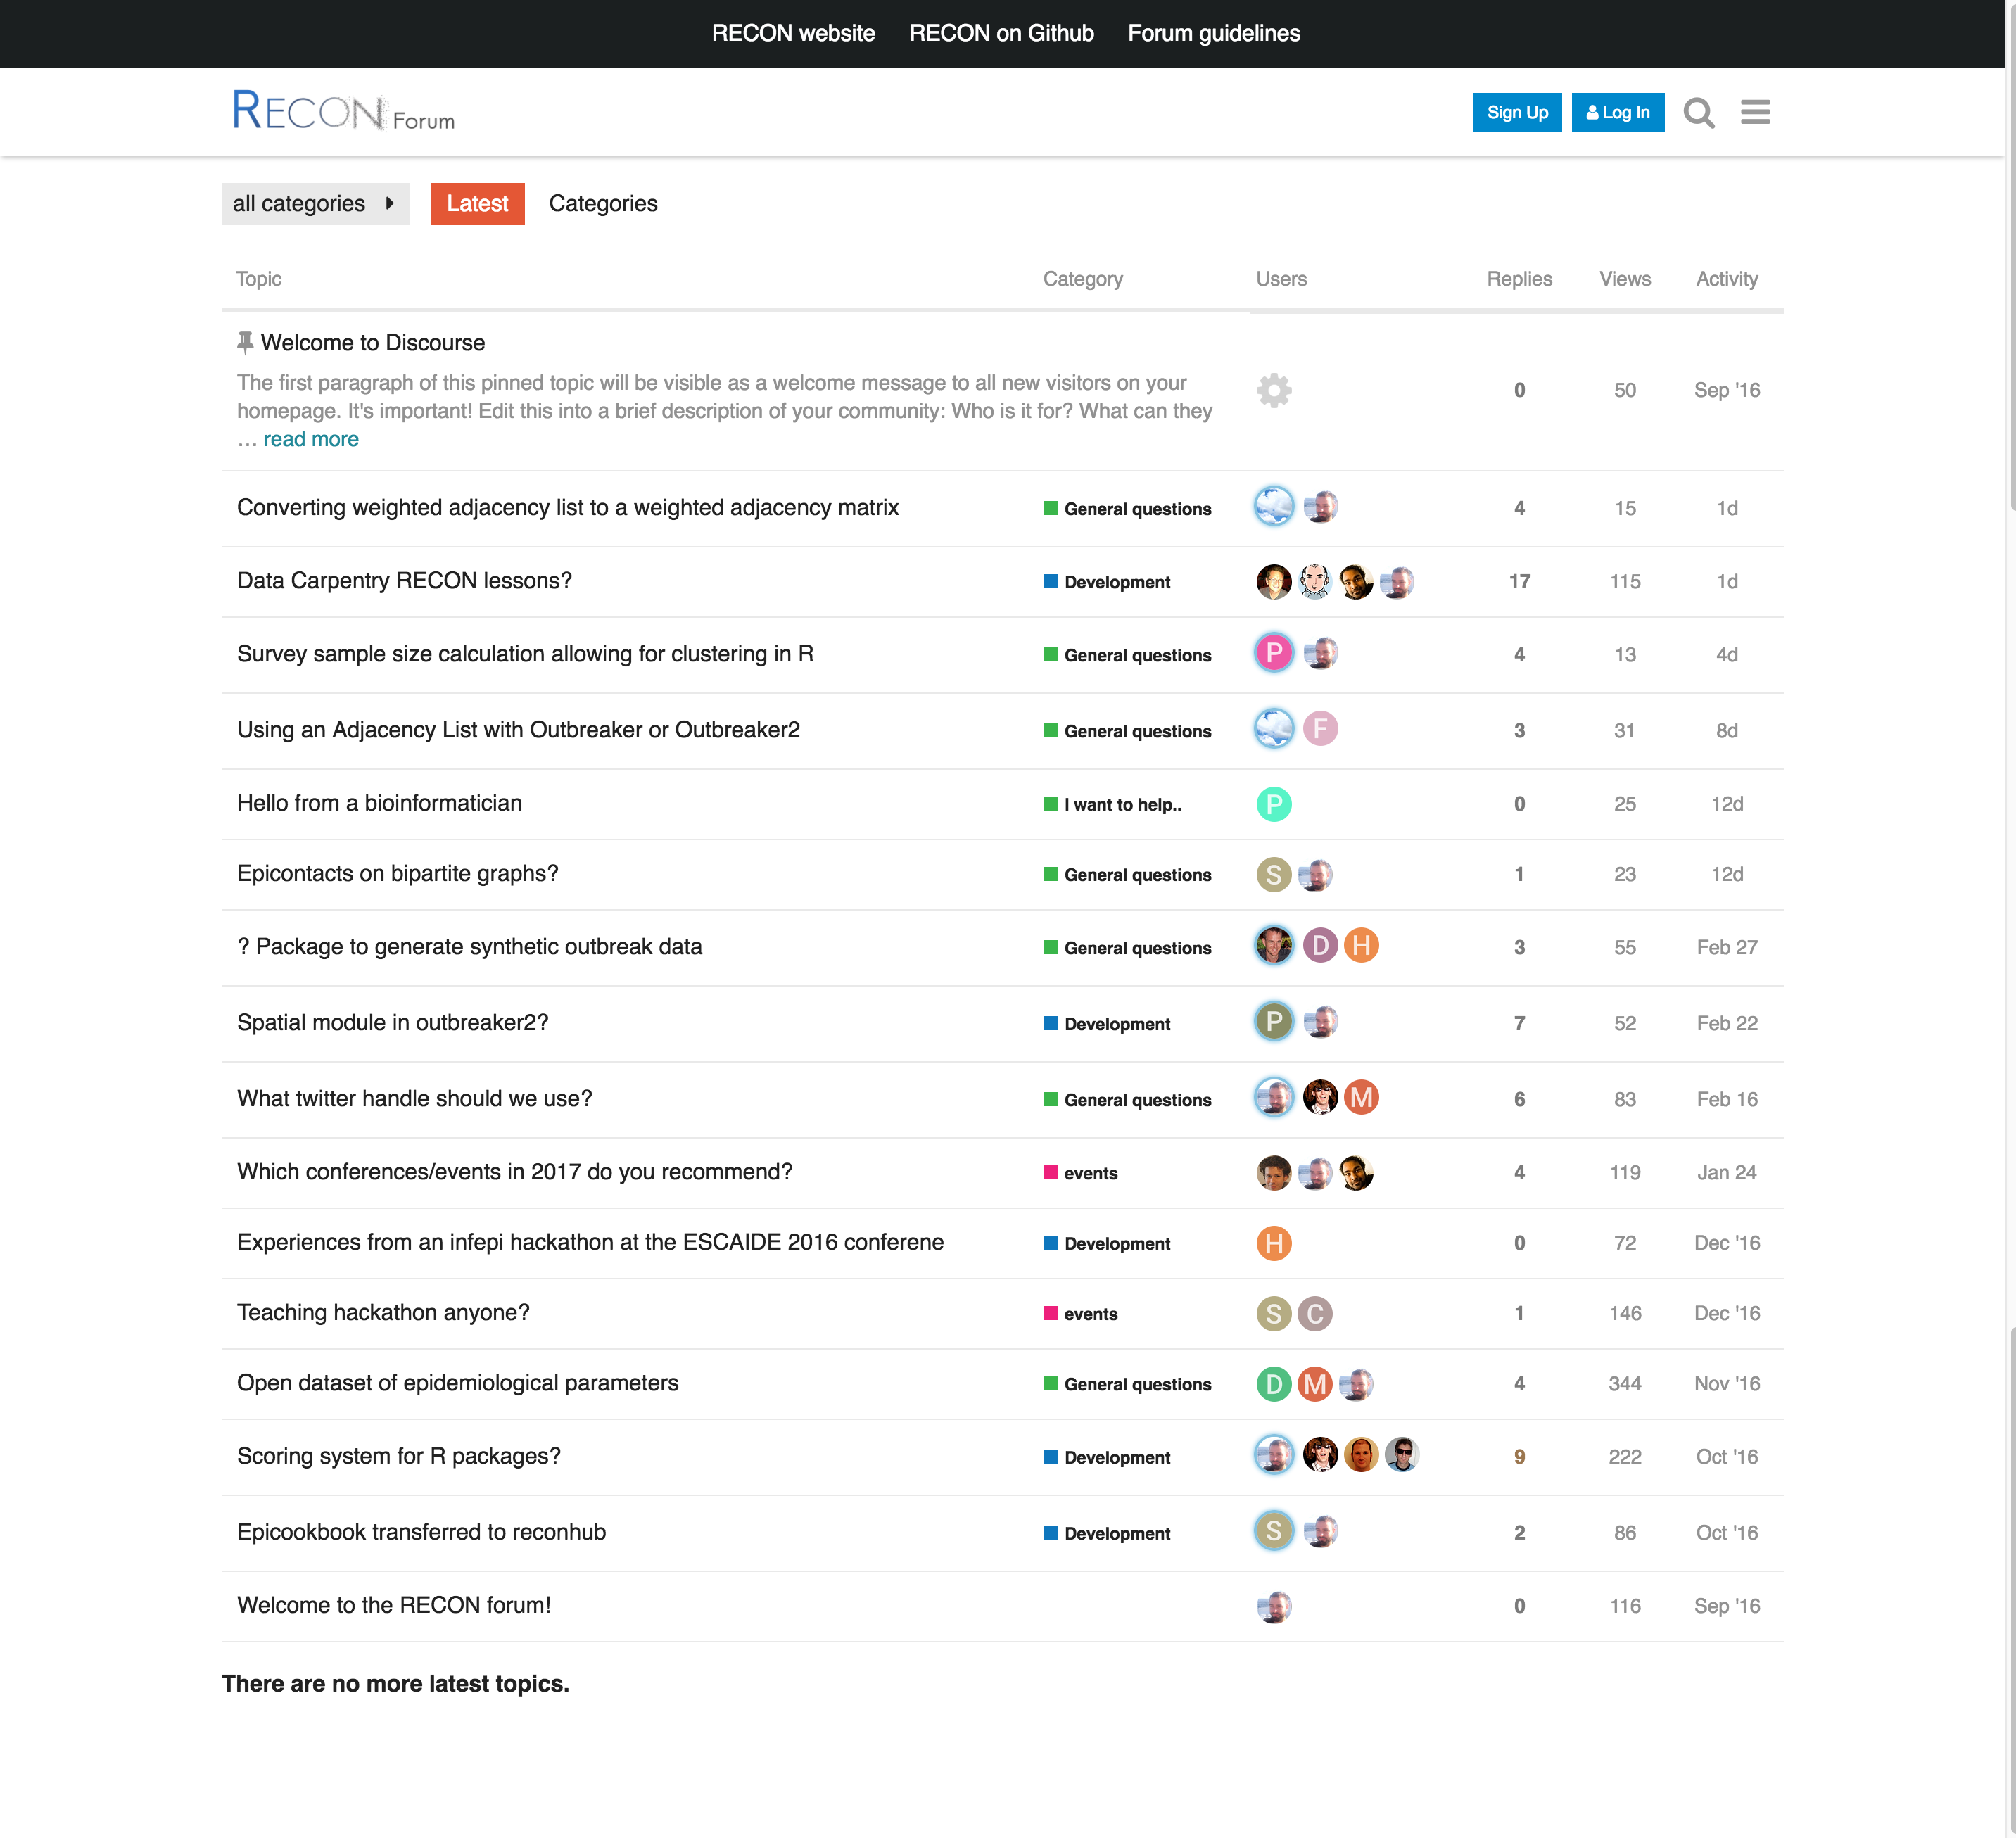 RECON website RECON on Github Forum guidelines
RECON Forum Sign Up Log In
all categories Latest Categories
Topic Category Users Replies Views Activity
Welcome to Discourse
The first paragraph of this pinned topic will be visible as a welcome message to all new visitors on your
homepage. It's important! Edit this into a brief description of your community: Who is it for? What can they
… read more
0 50 Sep '16
Converting weighted adjacency list to a weighted adjacency matrix General questions 4 15 1d
Data Carpentry RECON lessons? Development 17 115 1d
Survey sample size calculation allowing for clustering in R General questions P 4 13 4d
Using an Adjacency List with Outbreaker or Outbreaker2 General questions F 3 31 8d
Hello from a bioinformatician I want to help.. P 0 25 12d
Epicontacts on bipartite graphs? General questions S 1 23 12d
? Package to generate synthetic outbreak data General questions D H 3 55 Feb 27
Spatial module in outbreaker2? Development P 7 52 Feb 22
What twitter handle should we use? General questions M 6 83 Feb 16
Which conferences/events in 2017 do you recommend? events 4 119 Jan 24
Experiences from an infepi hackathon at the ESCAIDE 2016 conferene Development H 0 72 Dec '16
Teaching hackathon anyone? events S C 1 146 Dec '16
Open dataset of epidemiological parameters General questions D M 4 344 Nov '16
Scoring system for R packages? Development 9 222 Oct '16
Epicookbook transferred to reconhub Development S 2 86 Oct '16
Welcome to the RECON forum! 0 116 Sep '16
There are no more latest topics.